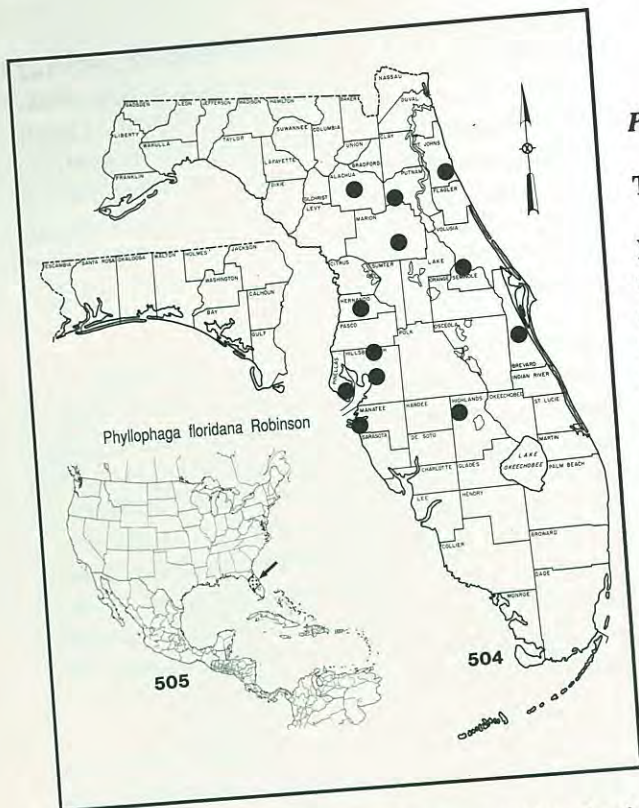 NASSAU
GADSDEN
LEON
JEFFERSON
MADISON
HAMILTON
BAKER
DUVAL
LIBERTY
WAKULLA
TAYLOR
SUWANNEE
COLUMBIA
UNION
BRADFORD
CLAY
JOHNS
FRANKLIN
LAFAYETTE
DIXIE
GILCHRIST
ALACHUA
PUTNAM
FLAGLER
LEVY
MARION
VOLUSIA
ESCAMBIA
SANTA ROSA
OKALOOSA
WALTON
HOLMES
JACKSON
WASHINGTON
BAY
CALHOUN
GULF
CITRUS
SUMTER
LAKE
ORANGE
SEMINOLE
HERNANDO
PASCO
POLK
OSCEOLA
BREVARD
PINELLAS
INDIAN RIVER
Phyllophaga floridana Robinson
MANATEE
HARDEE
HIGHLANDS
OKEECHOBEE
ST. LUCIE
SARASOTA
DE SOTO
MARTIN
CHARLOTTE
GLADES
LAKE
OKEECHOBEE
PALM BEACH
LEE
HENDRY
COLLIER
BROWARD
MONROE
DADE
505
504